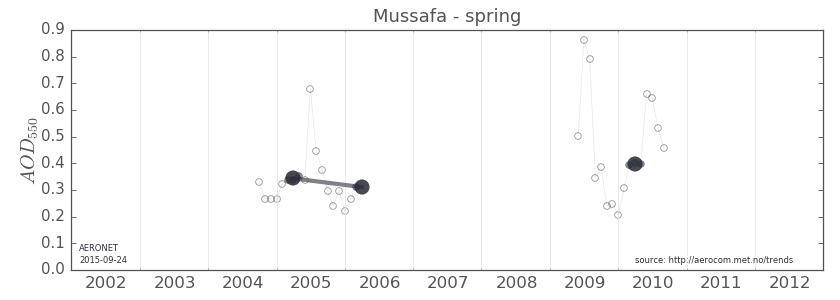 Mussafa - spring
0.9
0.8
0.7
0.6
0.5
0.4
0.3
0.2
0.1
0.0
AOD550
AERONET
2015-09-24
source: http://aerocom.met.no/trends
2002 2003 2004 2005 2006 2007 2008 2009 2010 2011 2012